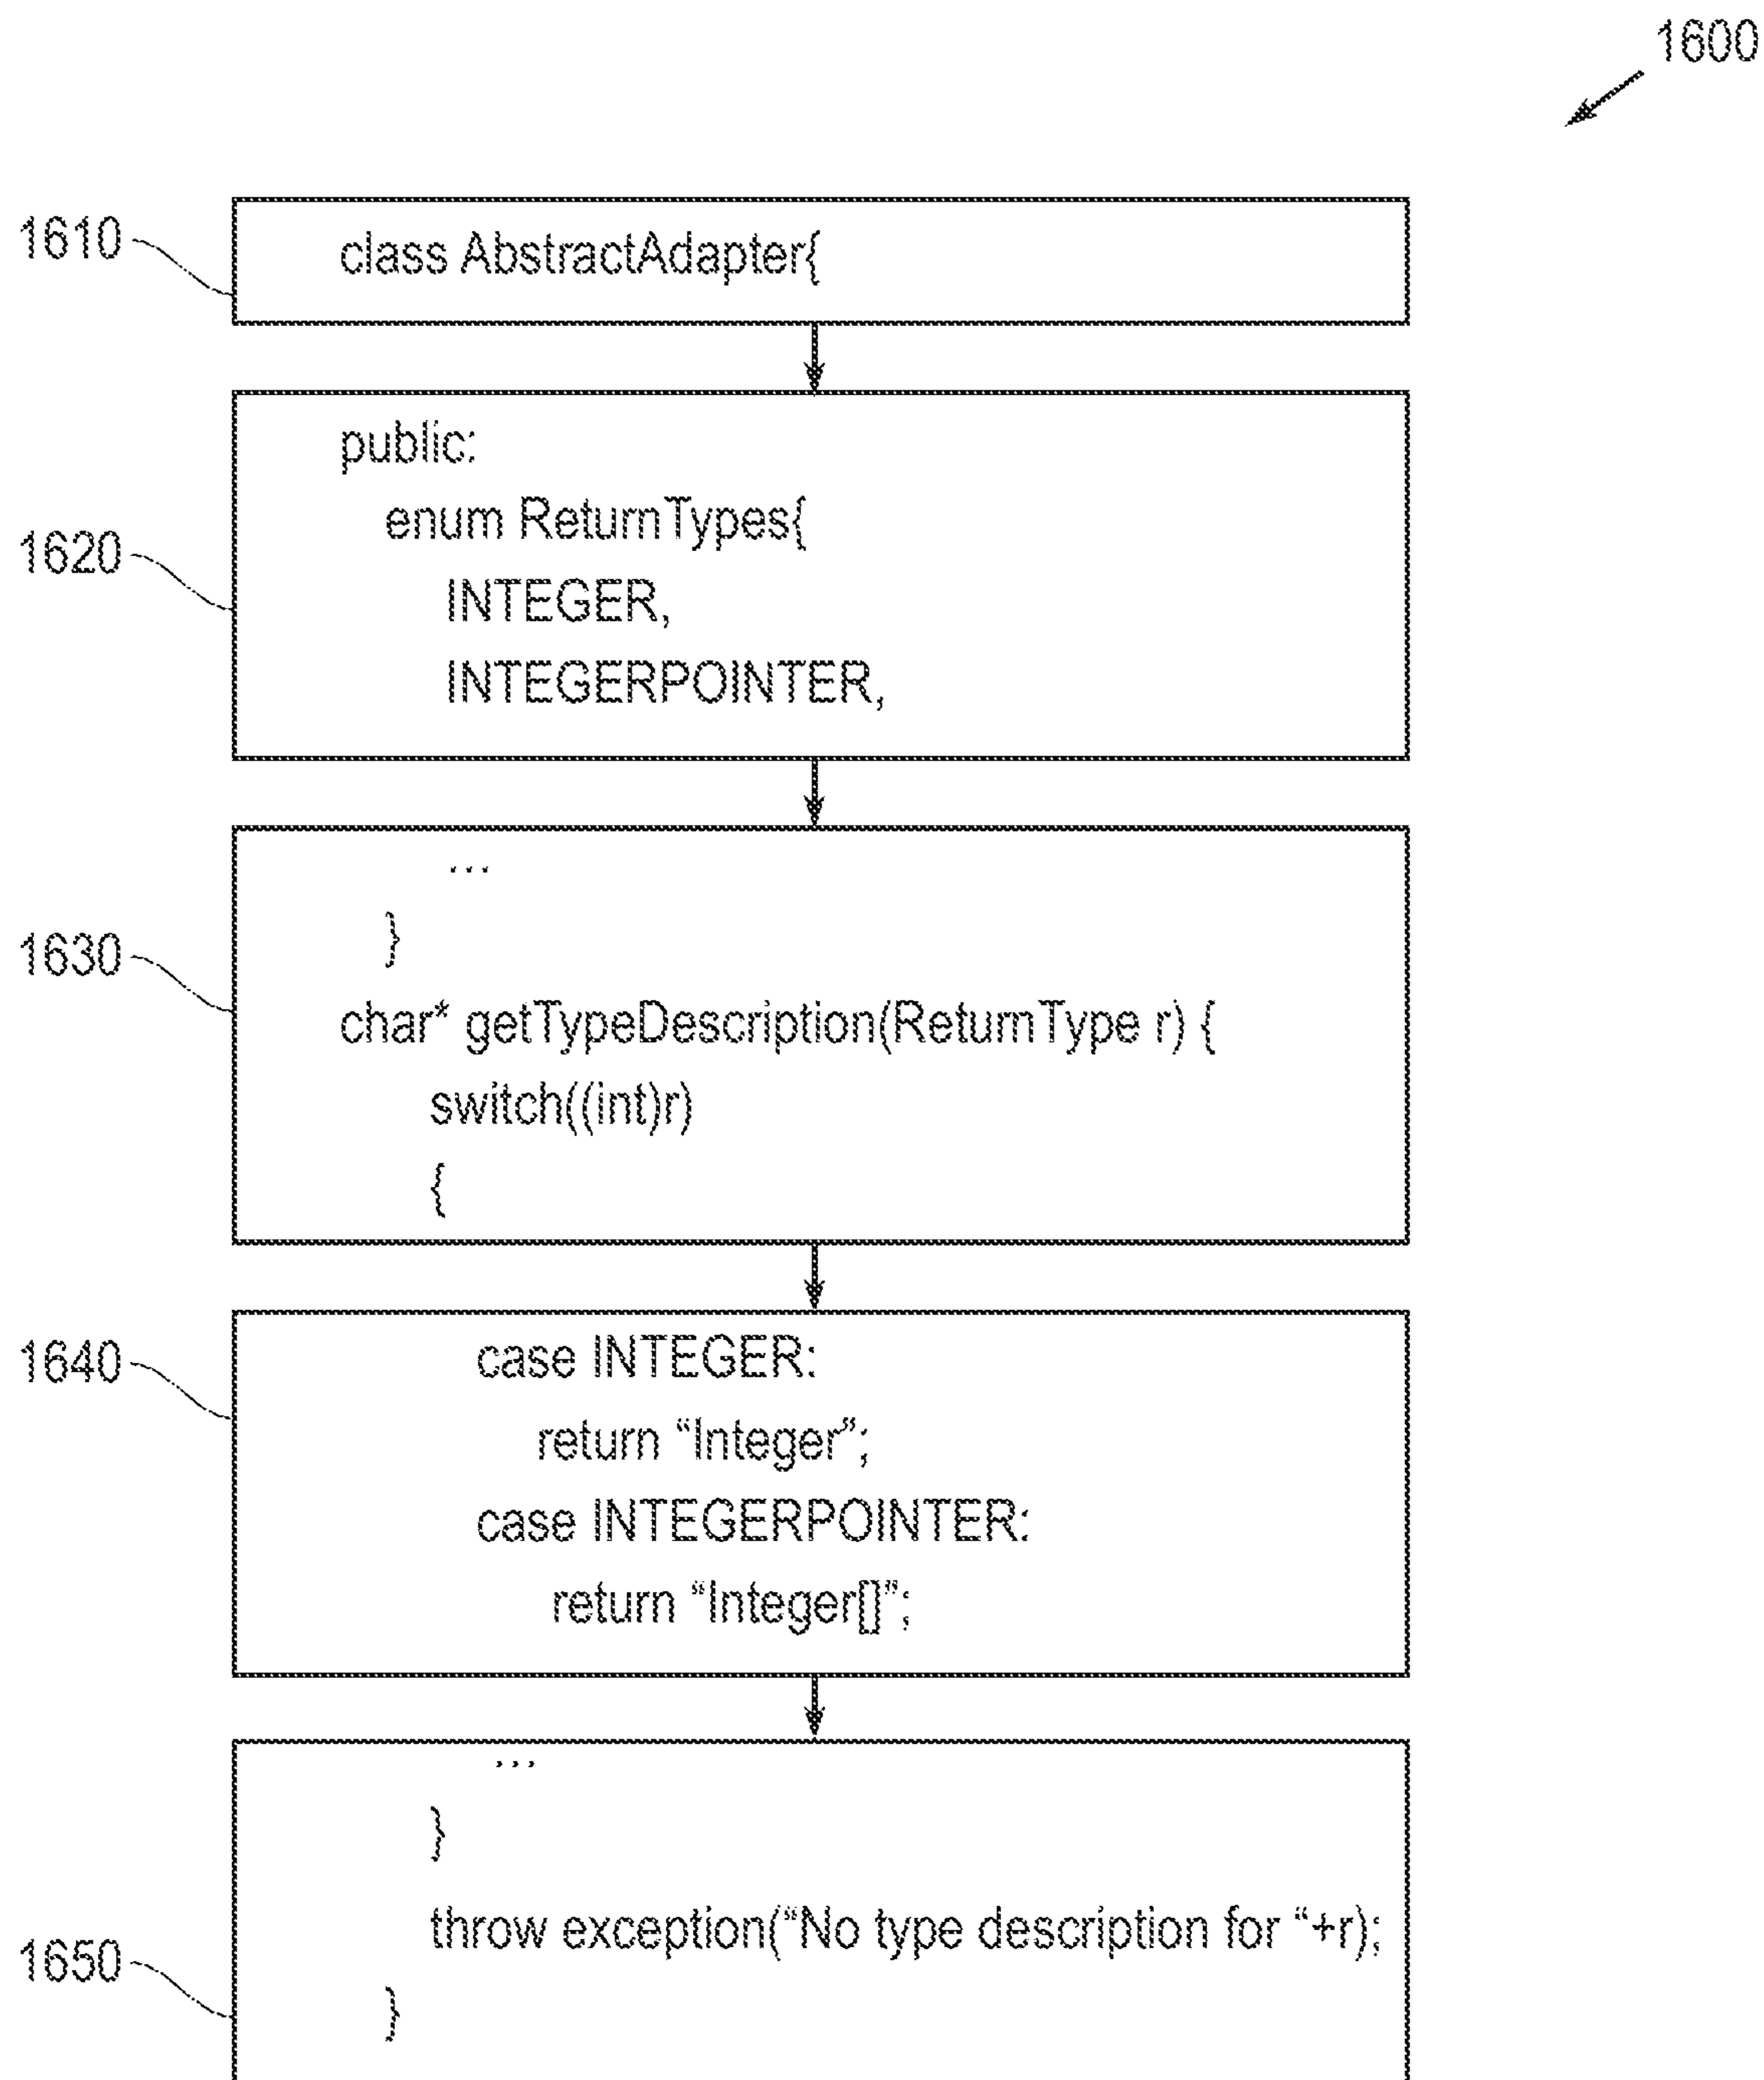 1600
1610
class AbstractAdapter{
public:
enum ReturnTypes{
1620
INTEGER,
INTEGERPOINTER,
...
}
1630
char* getTypeDescription(ReturnType r) {
switch((int)r)
{
1640
case INTEGER:
return “Integer”;
case INTEGERPOINTER:
return “Integer[]”;
...
}
throw exception(“No type description for “+r);
1650
}